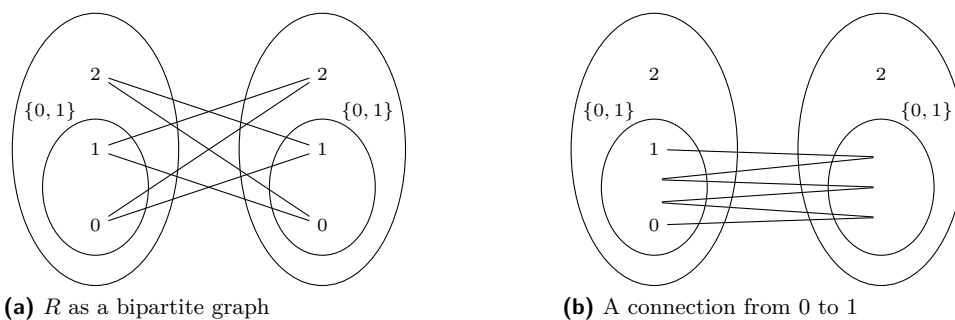 2 2
{0, 1} {0, 1}
1 1
0 0
(a) R as a bipartite graph
2 2
{0, 1} {0, 1}
1
0
(b) A connection from 0 to 1